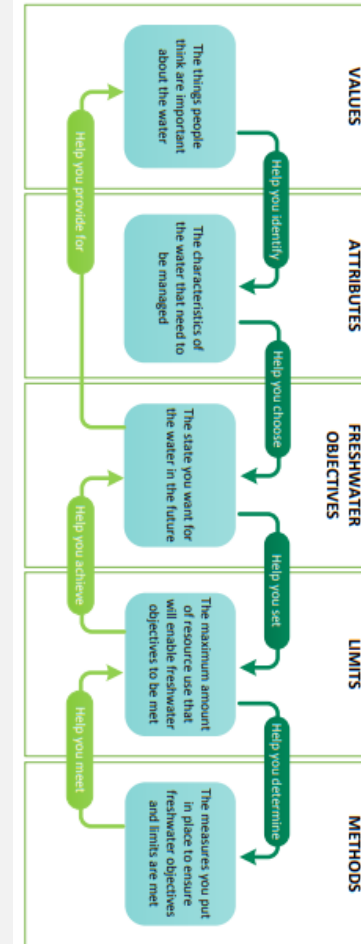 VALUES
ATTRIBUTES
FRESHWATER
OBJECTIVES
LIMITS
METHODS
Help you identify
Help you choose
Help you set
Help you determine
The things people
think are important
about the water
The characteristics of
the water that need to
be managed
The state you want for
the water in the future
The maximum amount
of resource use that
will enable freshwater
objectives to be met
The measures you put
in place to ensure
freshwater objectives
and limits are met
Help you provide for
Help you achieve
Help you meet